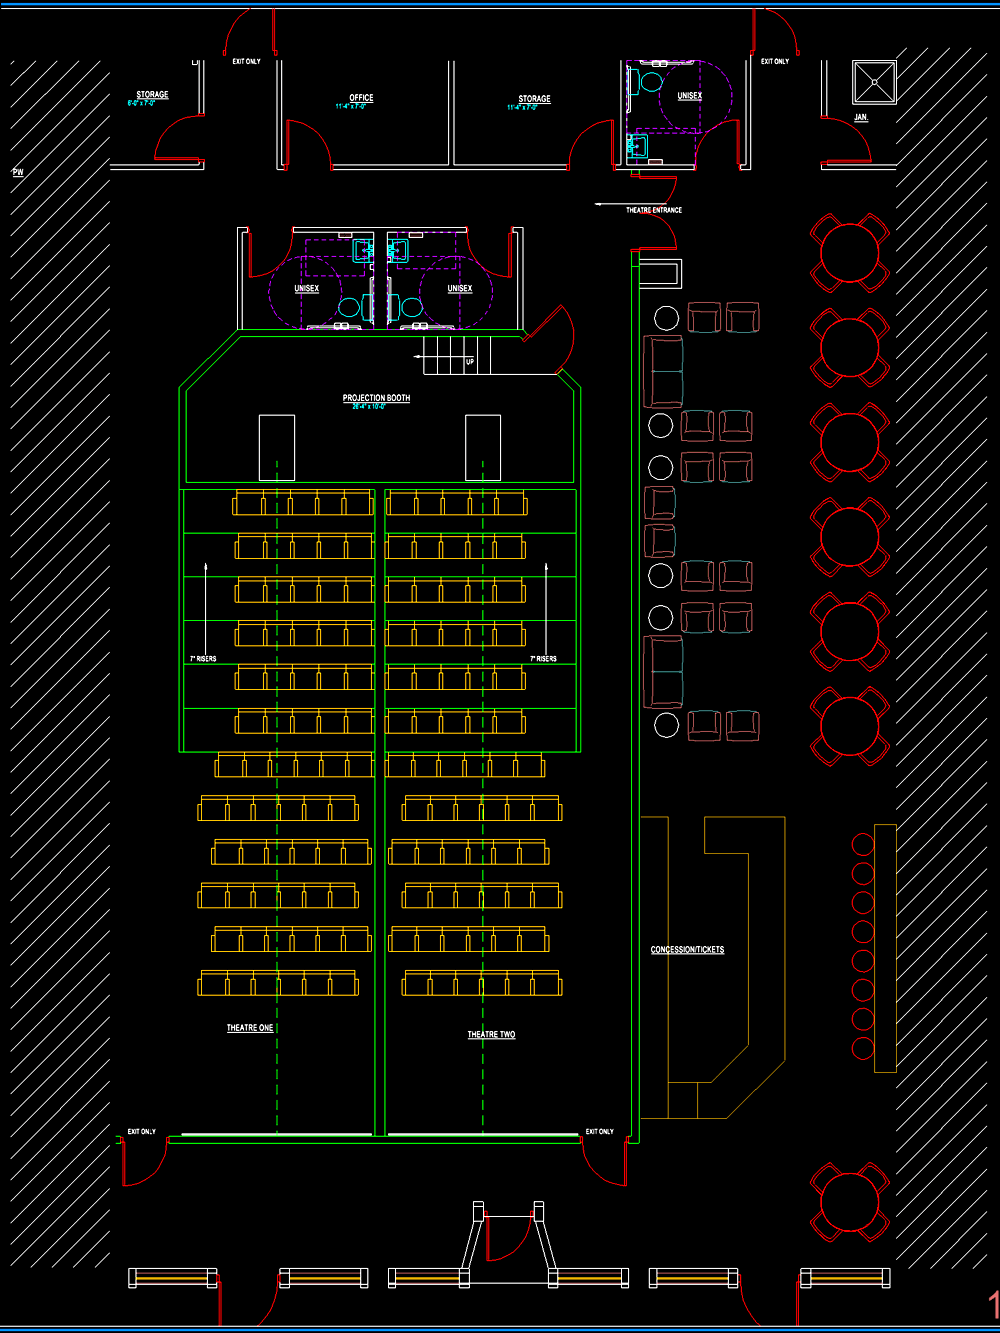 EXIT ONLY
EXIT ONLY
STORAGE
6'-0" x 7'-0"
OFFICE
11'-4" x 7'-0"
STORAGE
11'-4" x 7'-0"
UNISEX
JAN.
PW
THEATRE ENTRANCE
UNISEX
UNISEX
UP
PROJECTION BOOTH
26'-4" x 10'-0"
7" RISERS
7" RISERS
CONCESSION/TICKETS
THEATRE ONE
THEATRE TWO
EXIT ONLY
EXIT ONLY
1